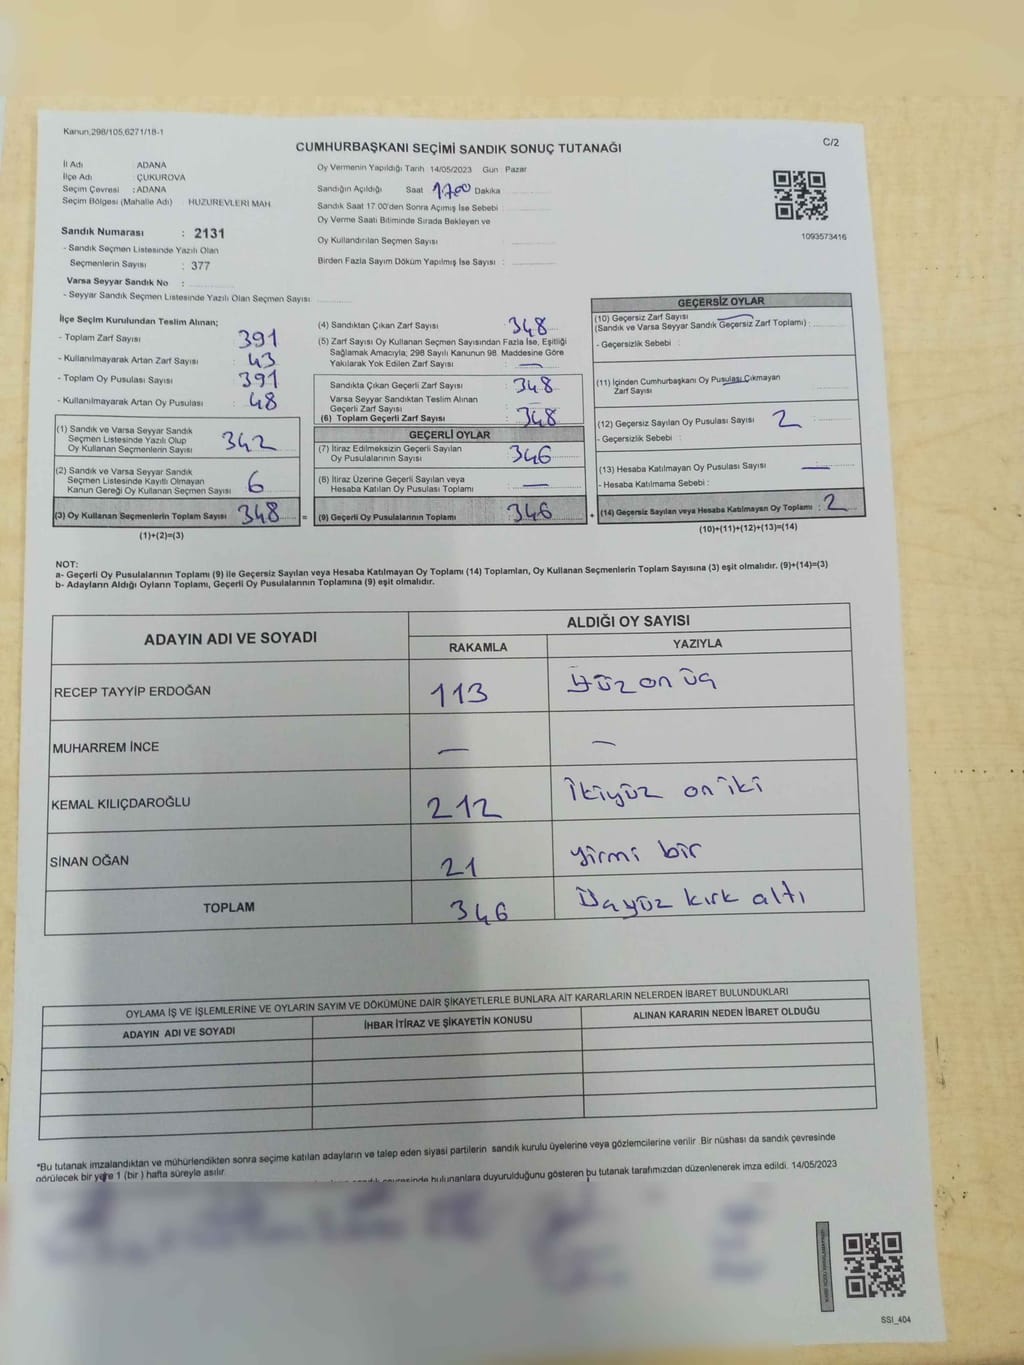 Kanun,298/105,6271/18-1
C/2
CUMHURBAŞKANI SEÇİMİ SANDIK SONUÇ TUTANAĞI
İl Adı : ADANA
İlçe Adı : ÇUKUROVA
Seçim Çevresi : ADANA
Seçim Bölgesi (Mahalle Adı) HUZUREVLERİ MAH
Oy Vermenin Yapıldığı Tarih 14/05/2023 Gün Pazar
Sandığın Açıldığı Saat 17.00 Dakika
Sandık Saat 17.00'den Sonra Açımış İse Sebebi :
Oy Verme Saati Bitiminde Sırada Bekleyen ve
Oy Kullandırılan Seçmen Sayısı
Birden Fazla Sayım Döküm Yapılmış İse Sayısı :
1093573416
Sandık Numarası : 2131
- Sandık Seçmen Listesinde Yazılı Olan
Seçmenlerin Sayısı : 377
Varsa Seyyar Sandık No :
- Seyyar Sandık Seçmen Listesinde Yazılı Olan Seçmen Sayısı
İlçe Seçim Kurulundan Teslim Alınan;
- Toplam Zarf Sayısı : 391
- Kullanılmayarak Artan Zarf Sayısı : 43
- Toplam Oy Pusulası Sayısı : 391
- Kullanılmayarak Artan Oy Pusulası : 48
(1) Sandık ve Varsa Seyyar Sandık
Seçmen Listesinde Yazılı Olup
Oy Kullanan Seçmenlerin Sayısı 342
(2) Sandık ve Varsa Seyyar Sandık
Seçmen Listesinde Kayıtlı Olmayan
Kanun Gereği Oy Kullanan Seçmen Sayısı 6
(3) Oy Kullanan Seçmenlerin Toplam Sayısı 348 =
(1)+(2)=(3)
(4) Sandıktan Çıkan Zarf Sayısı : 348
(5) Zarf Sayısı Oy Kullanan Seçmen Sayısından Fazla İse, Eşitliği
Sağlamak Amacıyla; 298 Sayılı Kanunun 98. Maddesine Göre
Yakılarak Yok Edilen Zarf Sayısı : —
Sandıkta Çıkan Geçerli Zarf Sayısı : 348
Varsa Seyyar Sandıktan Teslim Alınan
Geçerli Zarf Sayısı :
(6) Toplam Geçerli Zarf Sayısı : 348
GEÇERLİ OYLAR
(7) İtiraz Edilmeksizin Geçerli Sayılan
Oy Pusulalarının Sayısı : 346
(8) İtiraz Üzerine Geçerli Sayılan veya
Hesaba Katılan Oy Pusulası Toplamı : —
(9) Geçerli Oy Pusulalarının Toplamı : 346 +
GEÇERSİZ OYLAR
(10) Geçersiz Zarf Sayısı —
(Sandık ve Varsa Seyyar Sandık Geçersiz Zarf Toplamı) :
- Geçersizlik Sebebi :
(11) İçinden Cumhurbaşkanı Oy Pusulası Çıkmayan
Zarf Sayısı —
(12) Geçersiz Sayılan Oy Pusulası Sayısı : 2
- Geçersizlik Sebebi :
(13) Hesaba Katılmayan Oy Pusulası Sayısı : —
- Hesaba Katılmama Sebebi :
(14) Geçersiz Sayılan veya Hesaba Katılmayan Oy Toplamı : 2
(10)+(11)+(12)+(13)=(14)
NOT:
a- Geçerli Oy Pusulalarının Toplamı (9) ile Geçersiz Sayılan veya Hesaba Katılmayan Oy Toplamı (14) Toplamları, Oy Kullanan Seçmenlerin Toplam Sayısına (3) eşit olmalıdır. (9)+(14)=(3)
b- Adayların Aldığı Oyların Toplamı, Geçerli Oy Pusulalarının Toplamına (9) eşit olmalıdır.
ADAYIN ADI VE SOYADI
ALDIĞI OY SAYISI
RAKAMLA YAZIYLA
RECEP TAYYİP ERDOĞAN 113 Yüz on üç
MUHARREM İNCE — —
KEMAL KILIÇDAROĞLU 212 İkiyüz on iki
SİNAN OĞAN 21 yirmi bir
TOPLAM 346 Üçyüz kırk altı
OYLAMA İŞ VE İŞLEMLERİNE VE OYLARIN SAYIM VE DÖKÜMÜNE DAİR ŞİKAYETLERLE BUNLARA AİT KARARLARIN NELERDEN İBARET BULUNDUKLARI
ADAYIN ADI VE SOYADI İHBAR İTİRAZ VE ŞİKAYETİN KONUSU ALINAN KARARIN NEDEN İBARET OLDUĞU
*Bu tutanak imzalandıktan ve mühürlendikten sonra seçime katılan adayların ve talep eden siyasi partilerin sandık kurulu üyelerine veya gözlemcilerine verilir. Bir nüshası da sandık çevresinde
görülecek bir yere 1 (bir) hafta süreyle asılır.
bulunanlara duyurulduğunu gösteren bu tutanak tarafımızdan düzenlenerek imza edildi. 14/05/2023
SSI_404